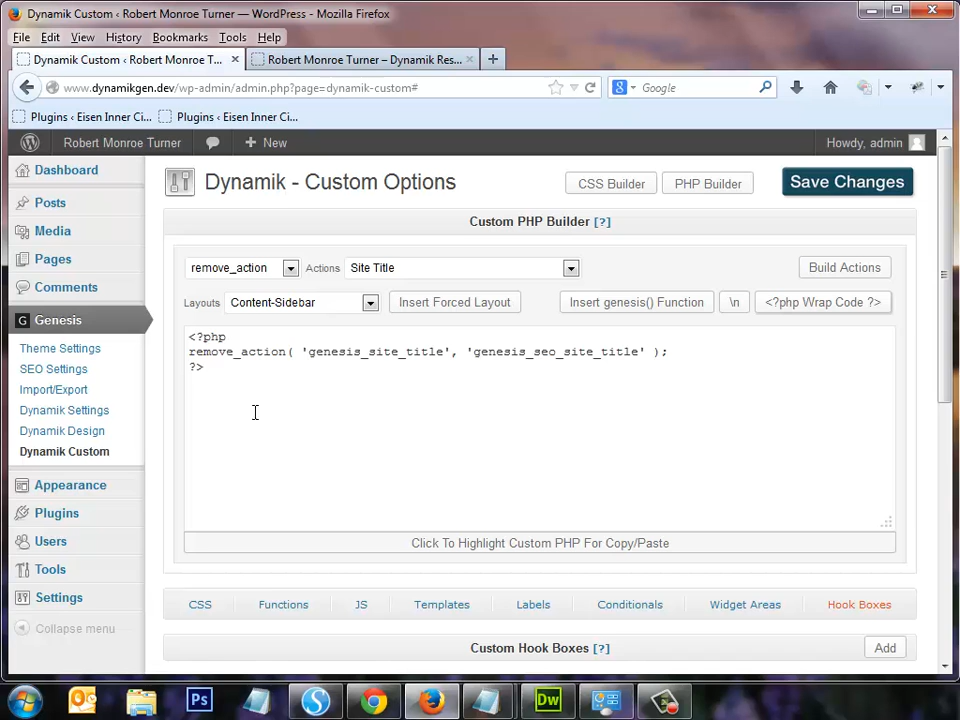 Dynamik Custom ‹ Robert Monroe Turner — WordPress - Mozilla Firefox
File Edit View History Bookmarks Tools Help
Dynamik Custom ‹ Robert Monroe T... × Robert Monroe Turner – Dynamik Res... × +
www.dynamikgen.dev/wp-admin/admin.php?page=dynamik-custom# Google
Plugins ‹ Eisen Inner Ci... Plugins ‹ Eisen Inner Ci...
Robert Monroe Turner + New Howdy, admin
Dashboard
Posts
Media
Pages
Comments
G Genesis
Theme Settings
SEO Settings
Import/Export
Dynamik Settings
Dynamik Design
Dynamik Custom
Appearance
Plugins
Users
Tools
Settings
Collapse menu
Dynamik - Custom Options CSS Builder PHP Builder Save Changes
Custom PHP Builder [?]
remove_action Actions Site Title Build Actions
Layouts Content-Sidebar Insert Forced Layout Insert genesis() Function \n <?php Wrap Code ?>
<?php
remove_action( 'genesis_site_title', 'genesis_seo_site_title' );
?>
Click To Highlight Custom PHP For Copy/Paste
CSS Functions JS Templates Labels Conditionals Widget Areas Hook Boxes
Custom Hook Boxes [?] Add
Ps Dw